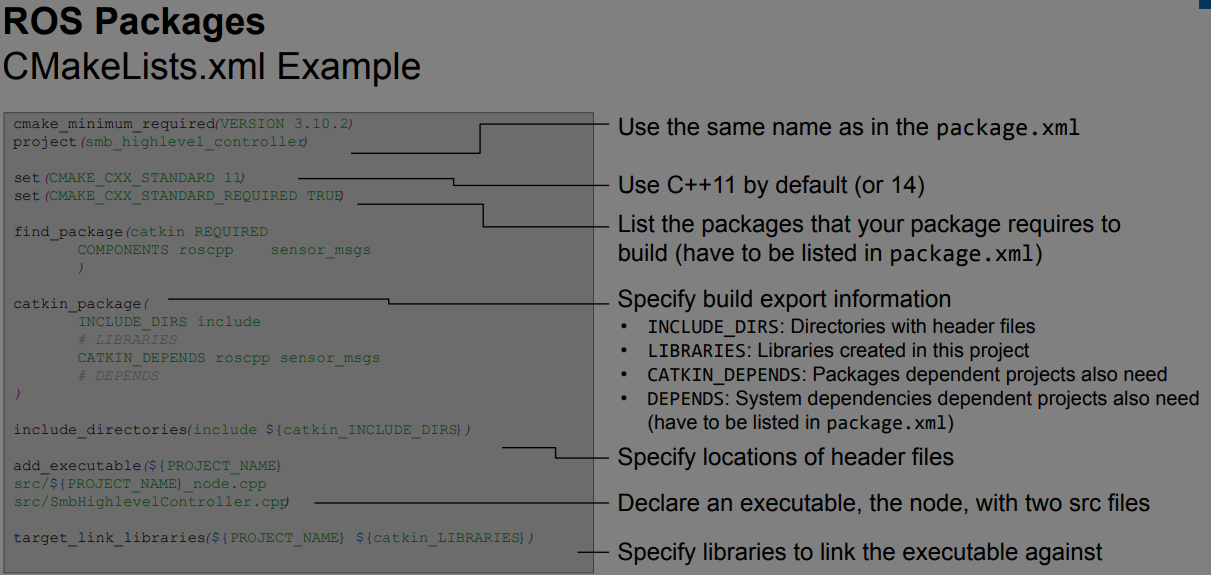 ROS Packages
CMakeLists.xml Example
cmake_minimum_required(VERSION 3.10.2)
project(smb_highlevel_controller)
set(CMAKE_CXX_STANDARD 11)
set(CMAKE_CXX_STANDARD_REQUIRED TRUE)
find_package(catkin REQUIRED
COMPONENTS roscpp sensor_msgs
)
catkin_package(
INCLUDE_DIRS include
# LIBRARIES
CATKIN_DEPENDS roscpp sensor_msgs
# DEPENDS
)
include_directories(include ${catkin_INCLUDE_DIRS})
add_executable(${PROJECT_NAME}
src/${PROJECT_NAME}_node.cpp
src/SmbHighlevelController.cpp)
target_link_libraries(${PROJECT_NAME} ${catkin_LIBRARIES})
Use the same name as in the package.xml
Use C++11 by default (or 14)
List the packages that your package requires to
build (have to be listed in package.xml)
Specify build export information
• INCLUDE_DIRS: Directories with header files
• LIBRARIES: Libraries created in this project
• CATKIN_DEPENDS: Packages dependent projects also need
• DEPENDS: System dependencies dependent projects also need
(have to be listed in package.xml)
Specify locations of header files
Declare an executable, the node, with two src files
Specify libraries to link the executable against